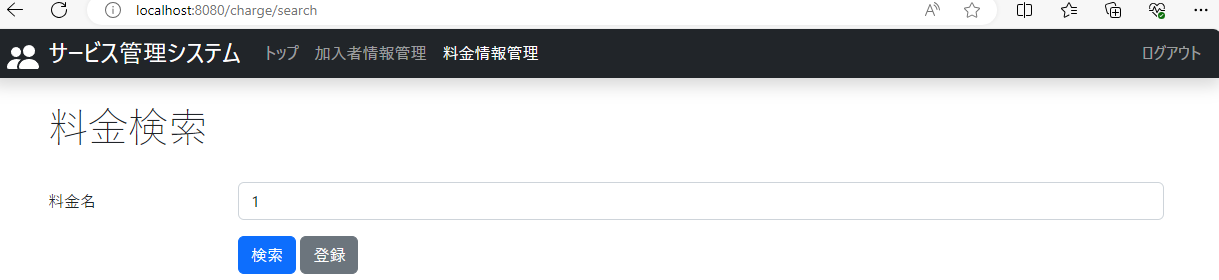 localhost:8080/charge/search
サービス管理システム トップ 加入者情報管理 料金情報管理 ログアウト
料金検索
料金名 1
検索 登録